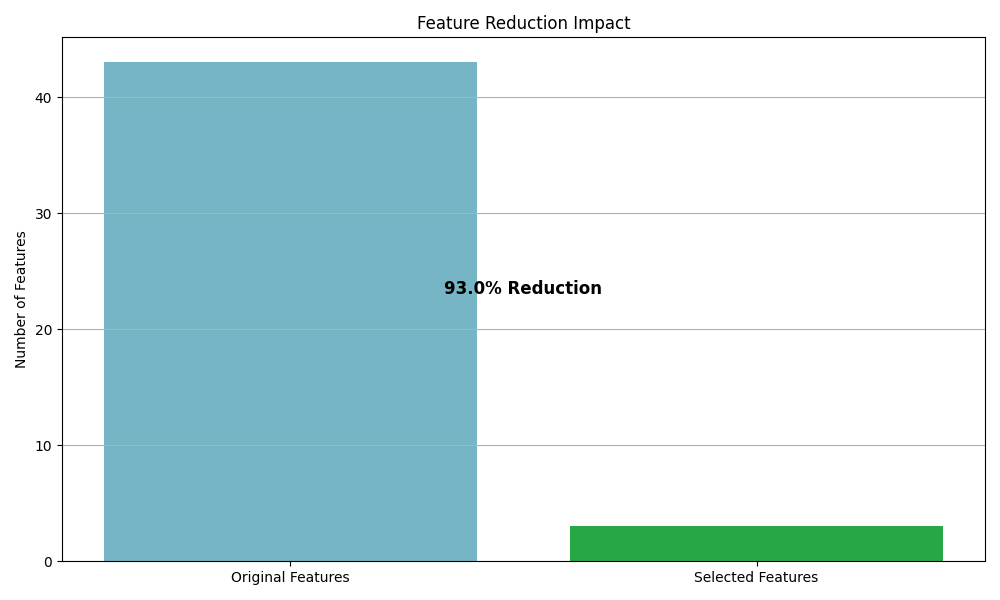 Feature Reduction Impact
Number of Features
40
30
20
10
0
93.0% Reduction
Original Features
Selected Features